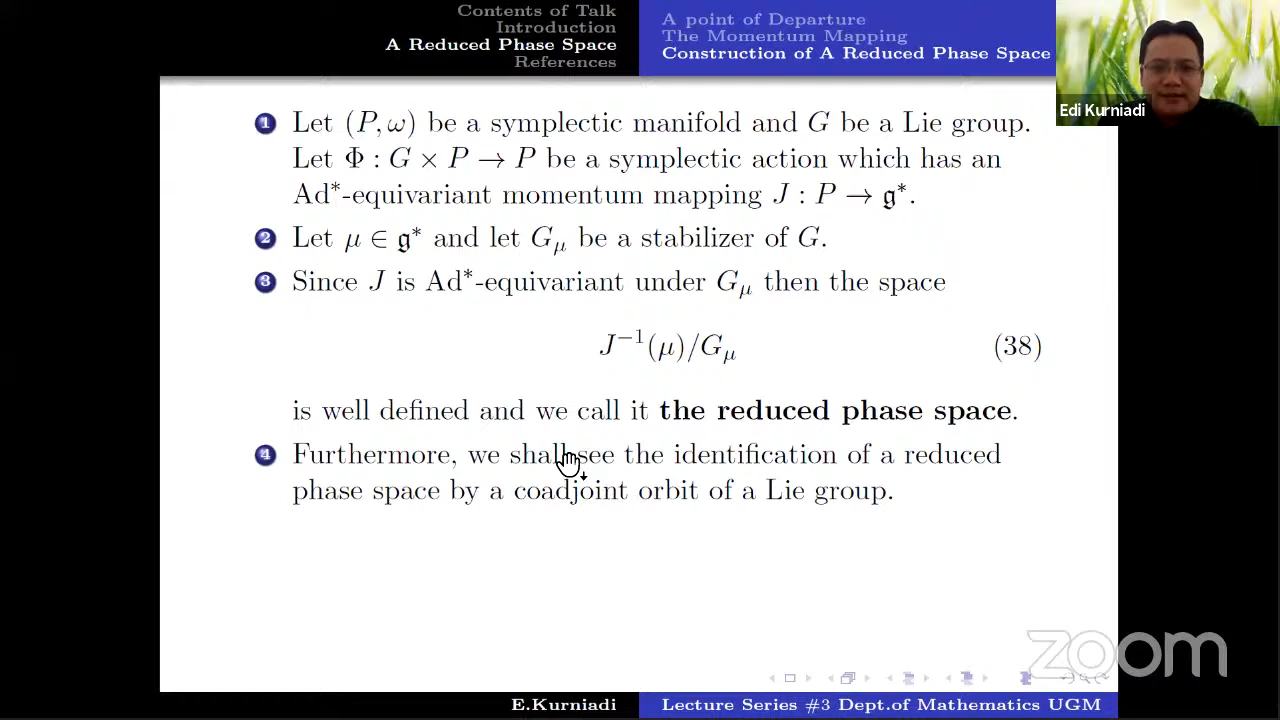 Contents of Talk
Introduction
A Reduced Phase Space
References
A point of Departure
The Momentum Mapping
Construction of A Reduced Phase Space
Edi Kurniadi
1 Let (P, ω) be a symplectic manifold and G be a Lie group.
Let Φ : G × P → P be a symplectic action which has an
Ad*-equivariant momentum mapping J : P → 𝔤*.
2 Let μ ∈ 𝔤* and let G_μ be a stabilizer of G.
3 Since J is Ad*-equivariant under G_μ then the space
J⁻¹(μ)/G_μ (38)
is well defined and we call it the reduced phase space.
4 Furthermore, we shall see the identification of a reduced
phase space by a coadjoint orbit of a Lie group.
zoom
E.Kurniadi
Lecture Series #3 Dept.of Mathematics UGM